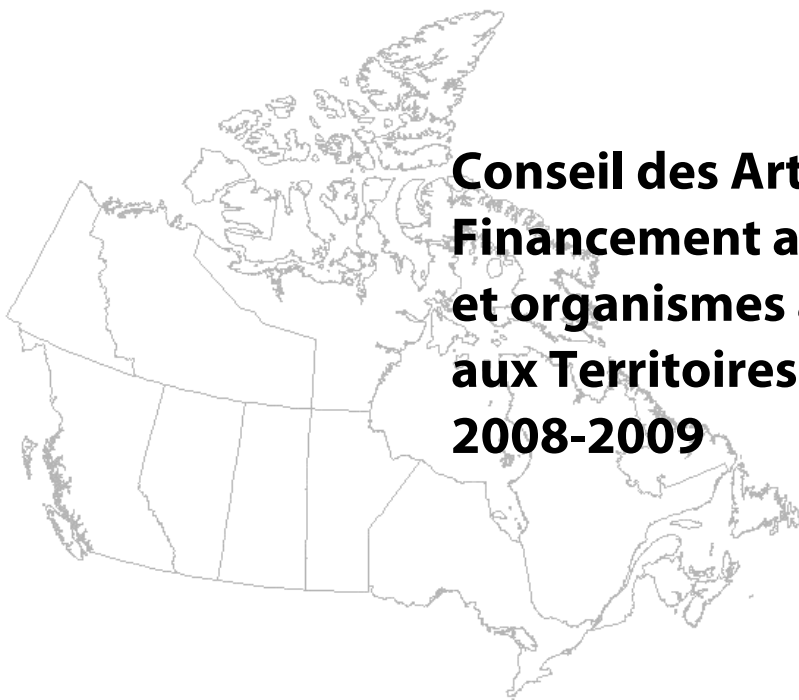 Conseil des Art
Financement a
et organismes
aux Territoires
2008-2009